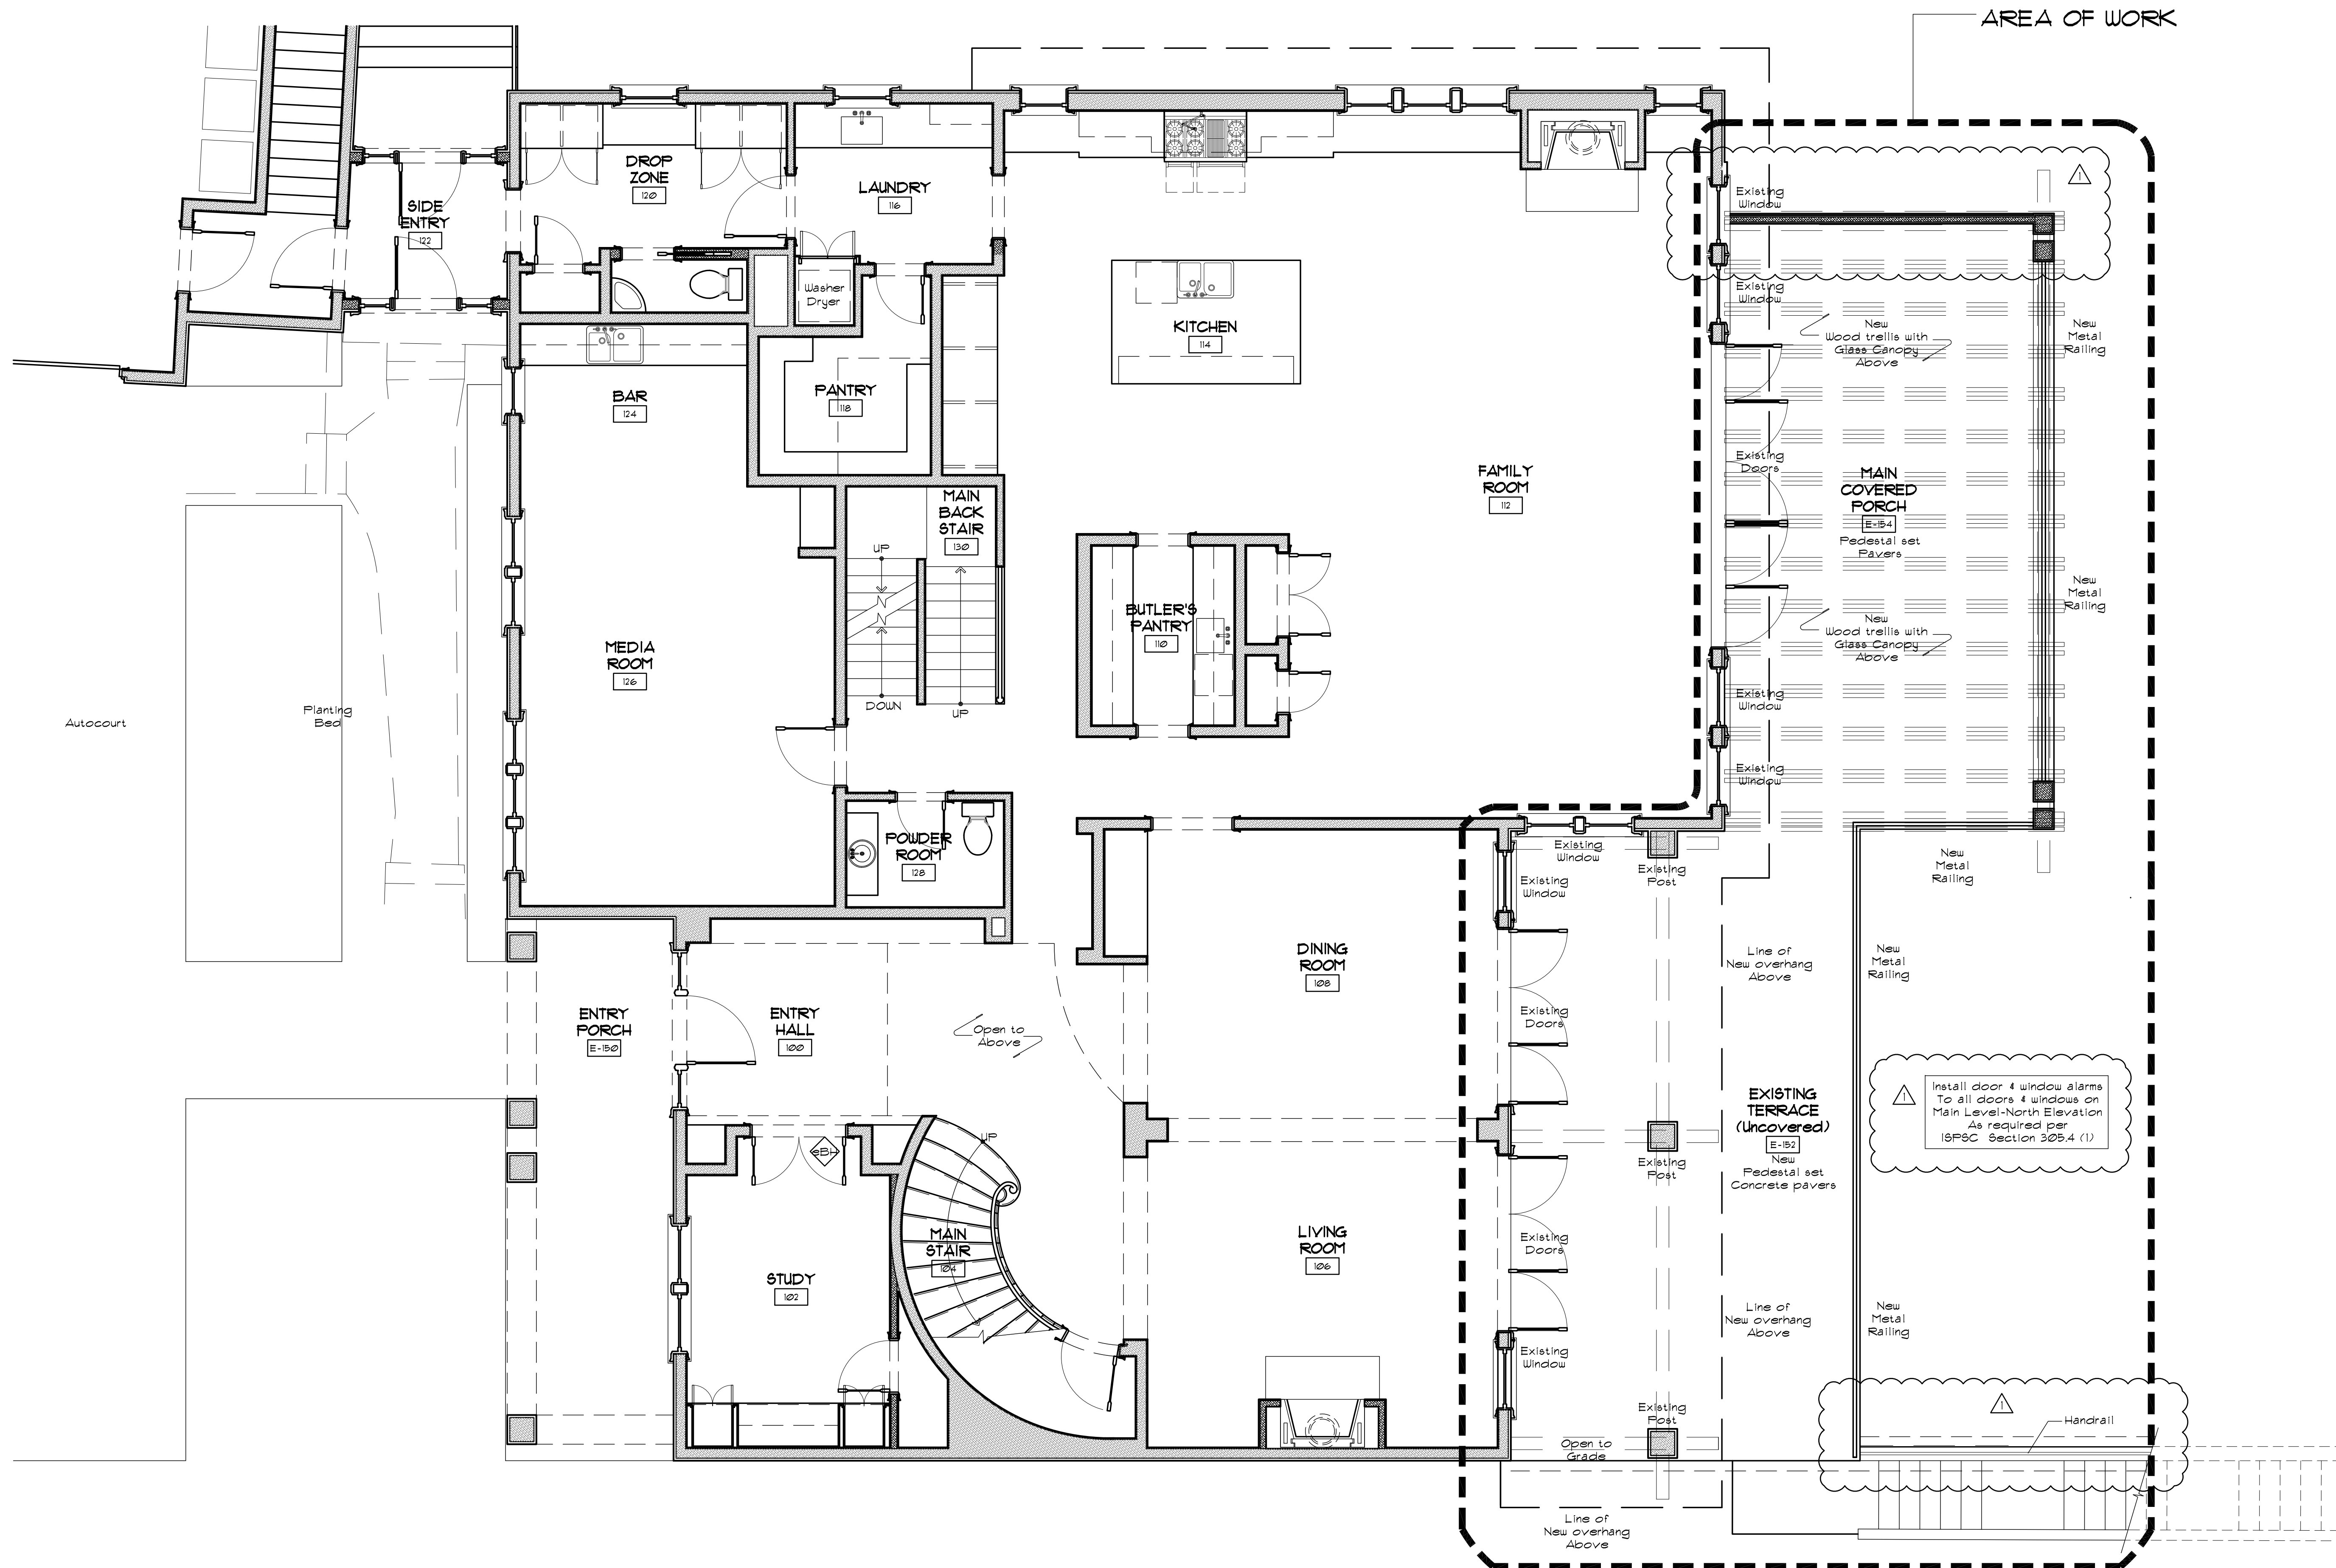 AREA OF WORK
DROP
ZONE
120
LAUNDRY
116
SIDE
ENTRY
122
Existing
Window
1
Washer
Dryer
Existing
Window
KITCHEN
114
New
Wood trellis with
Glass Canopy
Above
New
Metal
Railing
BAR
124
PANTRY
118
FAMILY
ROOM
112
Existing
Doors
MAIN
COVERED
PORCH
E-154
Pedestal set
Pavers
MAIN
BACK
STAIR
130
UP
New
Metal
Railing
BUTLER'S
PANTRY
110
New
Wood trellis with
Glass Canopy
Above
MEDIA
ROOM
126
DOWN
UP
Existing
Window
Autocourt
Planting
Bed
Existing
Window
POWDER
ROOM
128
Existing
Window
Existing
Window
Existing
Post
New
Metal
Railing
DINING
ROOM
108
Line of
New overhang
Above
New
Metal
Railing
ENTRY
PORCH
E-150
ENTRY
HALL
100
Open to
Above
Existing
Doors
EXISTING
TERRACE
(Uncovered)
E-152
New
Pedestal set
Concrete pavers
1
Install door & window alarms
To all doors & windows on
Main Level-North Elevation
As required per
ISPSC Section 305.4 (1)
UP
Existing
Post
MAIN
STAIR
104
LIVING
ROOM
106
Existing
Doors
STUDY
102
Line of
New overhang
Above
New
Metal
Railing
Existing
Window
Existing
Post
1
Handrail
Open to
Grade
Line of
New overhang
Above